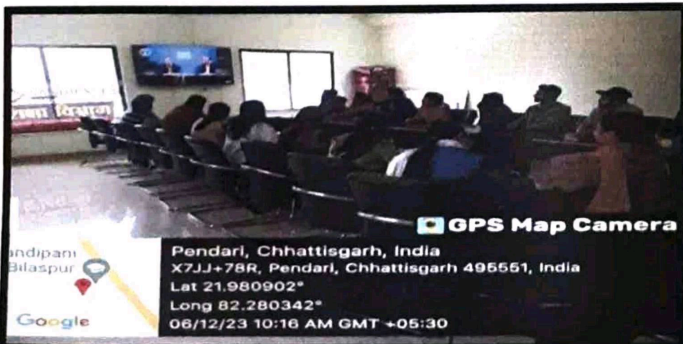 विभाग
GPS Map Camera
Pendari, Chhattisgarh, India
X7JJ+78R, Pendari, Chhattisgarh 495551, India
Lat 21.980902°
Long 82.280342°
06/12/23 10:16 AM GMT +05:30
andipani
Bilaspur
Google